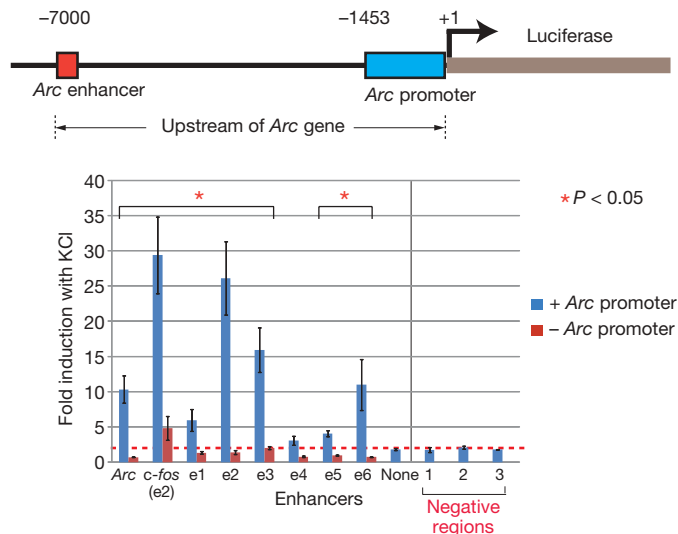 −7000
−1453
+1
Luciferase
Arc enhancer
Arc promoter
Upstream of Arc gene
Fold induction with KCl
40
35
30
25
20
15
10
5
0
*
*
* P < 0.05
+ Arc promoter
− Arc promoter
Arc c-fos e1 e2 e3 e4 e5 e6 None 1 2 3
(e2)
Enhancers
Negative
regions